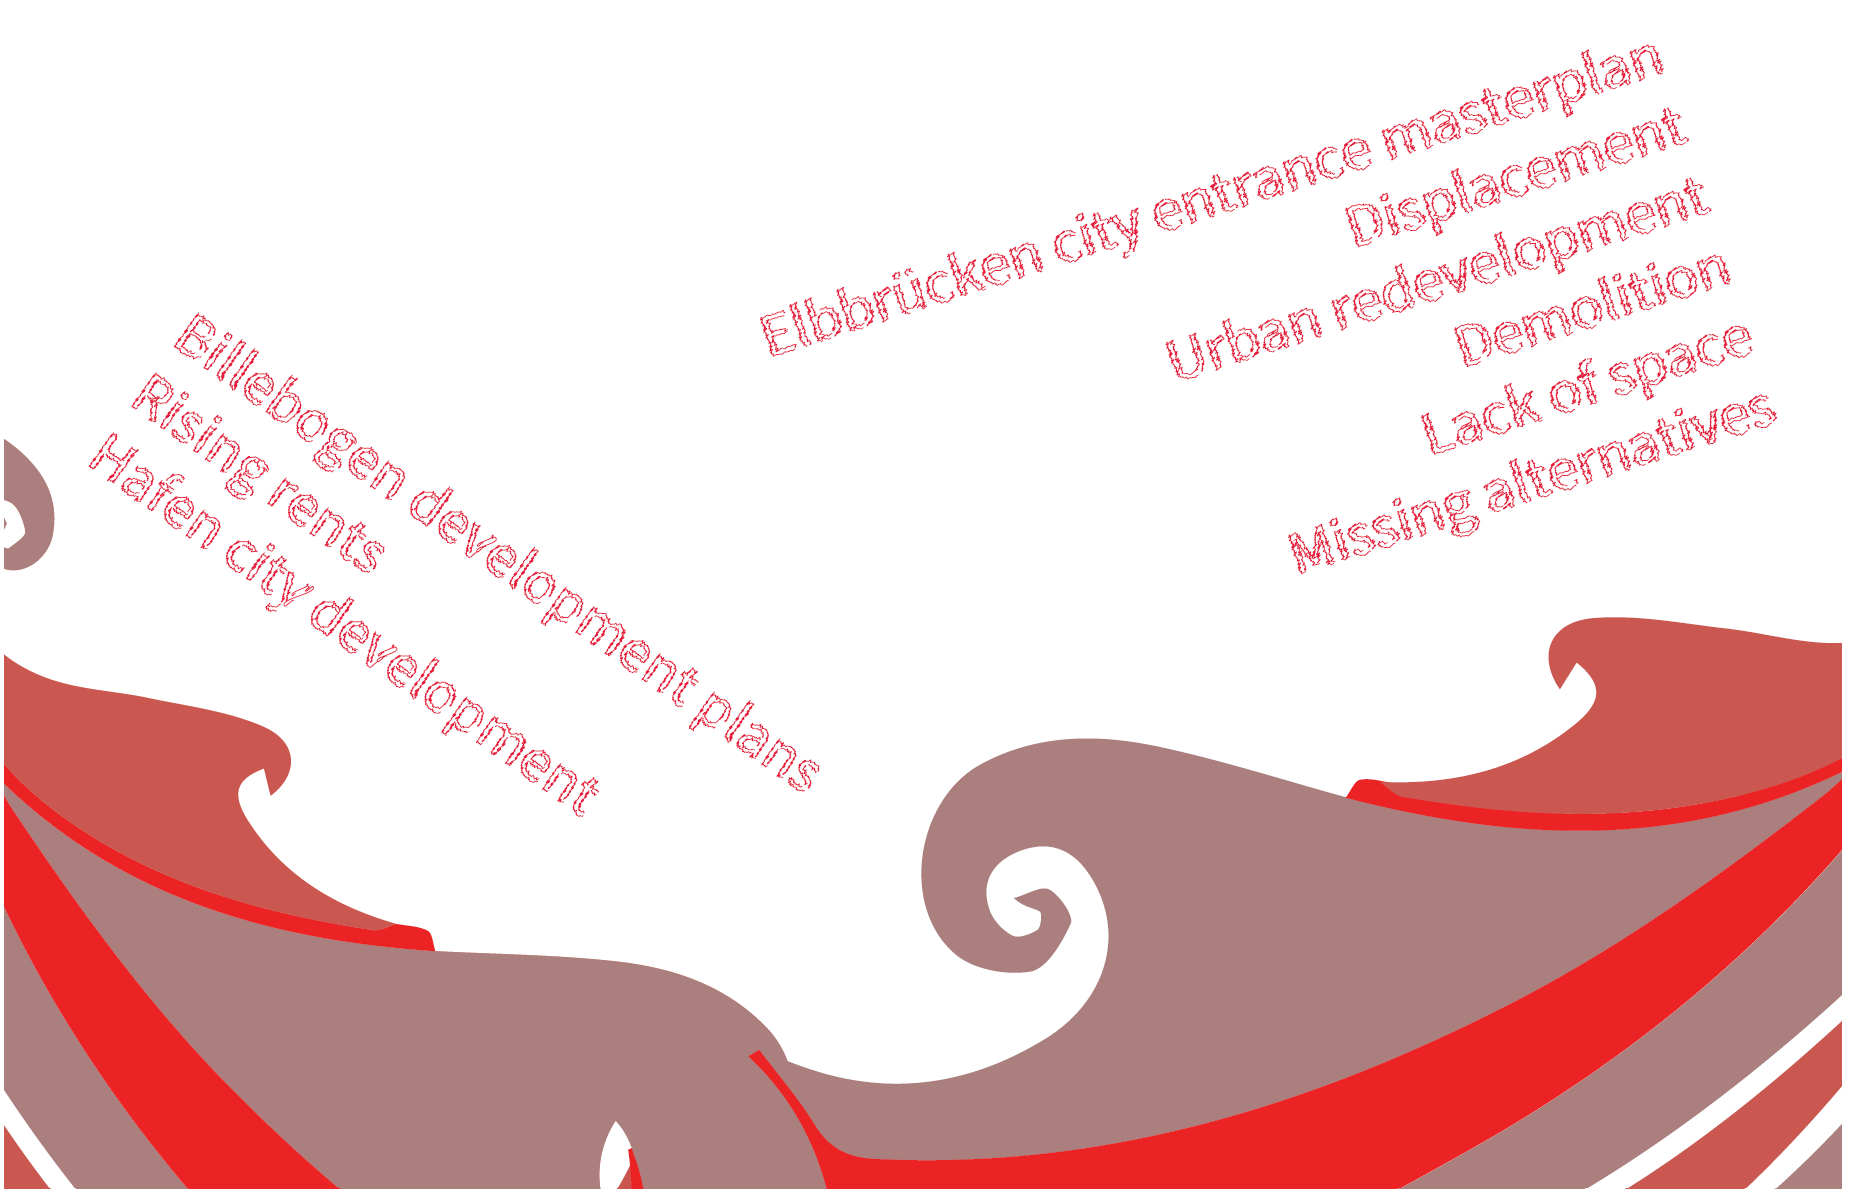 Elbbrücken city entrance masterplan
Displacement
Urban redevelopment
Demolition
Lack of space
Missing alternatives
Billebogen development plans
Rising rents
Hafen city development